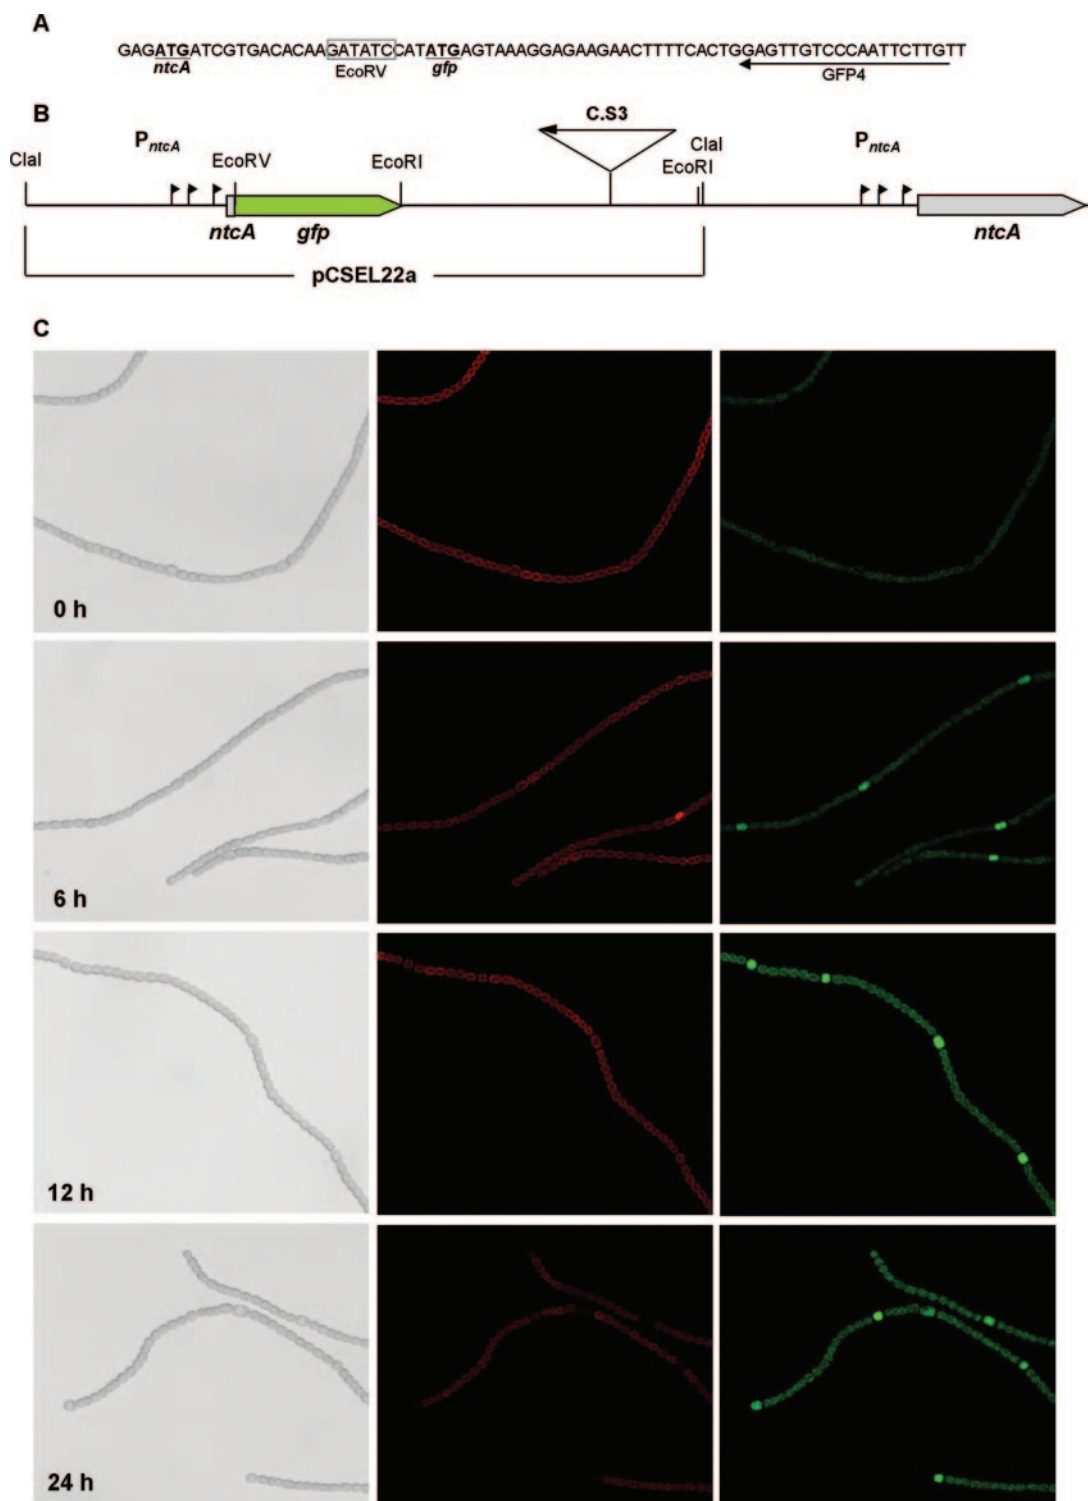 A
GAGATGATCGTGACACAAGATATCCATATGAGTAAAGGAGAAGAACTTTTCACTGGAGTTGTCCCAATTCTTGTT
ntcA EcoRV gfp GFP4
B
C.S3
PntcA ClaI PntcA
ClaI EcoRV EcoRI EcoRI
ntcA gfp ntcA
pCSEL22a
C
0 h
6 h
12 h
24 h